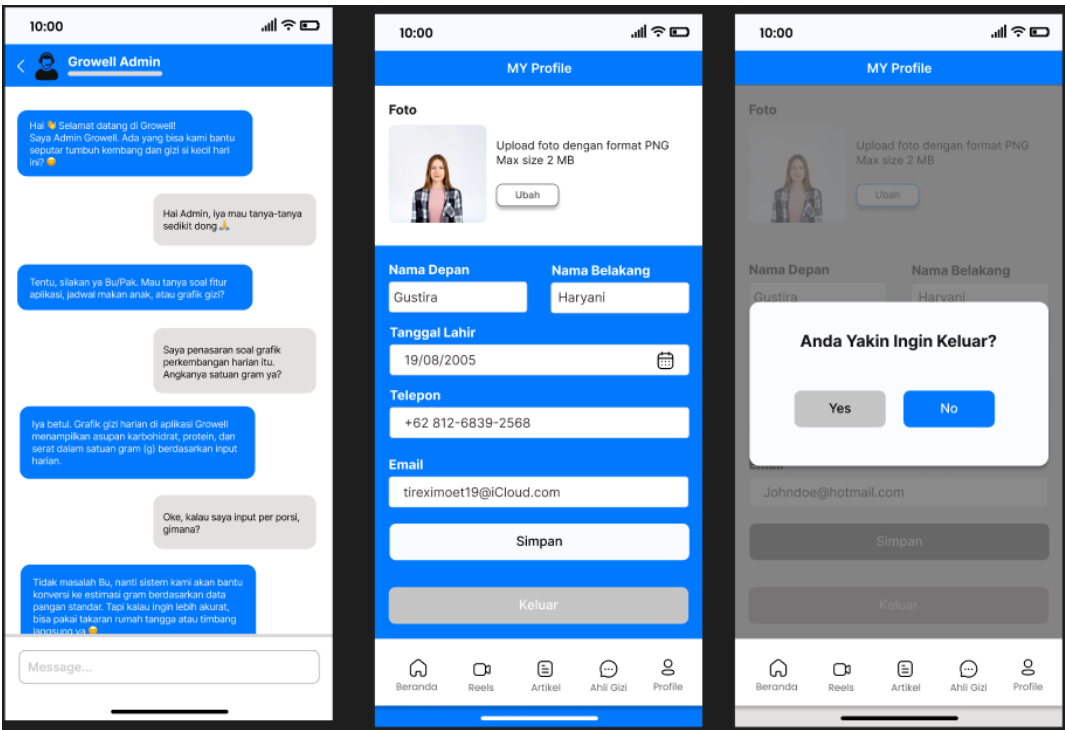 10:00
Growell Admin
Hai 👋 Selamat datang di Growell!
Saya Admin Growell. Ada yang bisa kami bantu
seputar tumbuh kembang dan gizi si kecil hari
ini? 😊
Hai Admin, iya mau tanya-tanya
sedikit dong 🙏
Tentu, silakan ya Bu/Pak. Mau tanya soal fitur
aplikasi, jadwal makan anak, atau grafik gizi?
Saya penasaran soal grafik
perkembangan harian itu.
Angkanya satuan gram ya?
Iya betul. Grafik gizi harian di aplikasi Growell
menampilkan asupan karbohidrat, protein, dan
serat dalam satuan gram (g) berdasarkan input
harian.
Oke, kalau saya input per porsi,
gimana?
Tidak masalah Bu, nanti sistem kami akan bantu
konversi ke estimasi gram berdasarkan data
pangan standar. Tapi kalau ingin lebih akurat,
bisa pakai takaran rumah tangga atau timbang
langsung ya 😊
Message...
10:00
MY Profile
Foto
Upload foto dengan format PNG
Max size 2 MB
Ubah
Nama Depan
Nama Belakang
Gustira
Haryani
Tanggal Lahir
19/08/2005
Telepon
+62 812-6839-2568
Email
tireximoet19@iCloud.com
Simpan
Keluar
Beranda
Reels
Artikel
Ahli Gizi
Profile
10:00
MY Profile
Foto
Upload foto dengan format PNG
Max size 2 MB
Ubah
Nama Depan
Nama Belakang
Gustira
Haryani
Anda Yakin Ingin Keluar?
Yes
No
Email
Johndoe@hotmail.com
Simpan
Keluar
Beranda
Reels
Artikel
Ahli Gizi
Profile